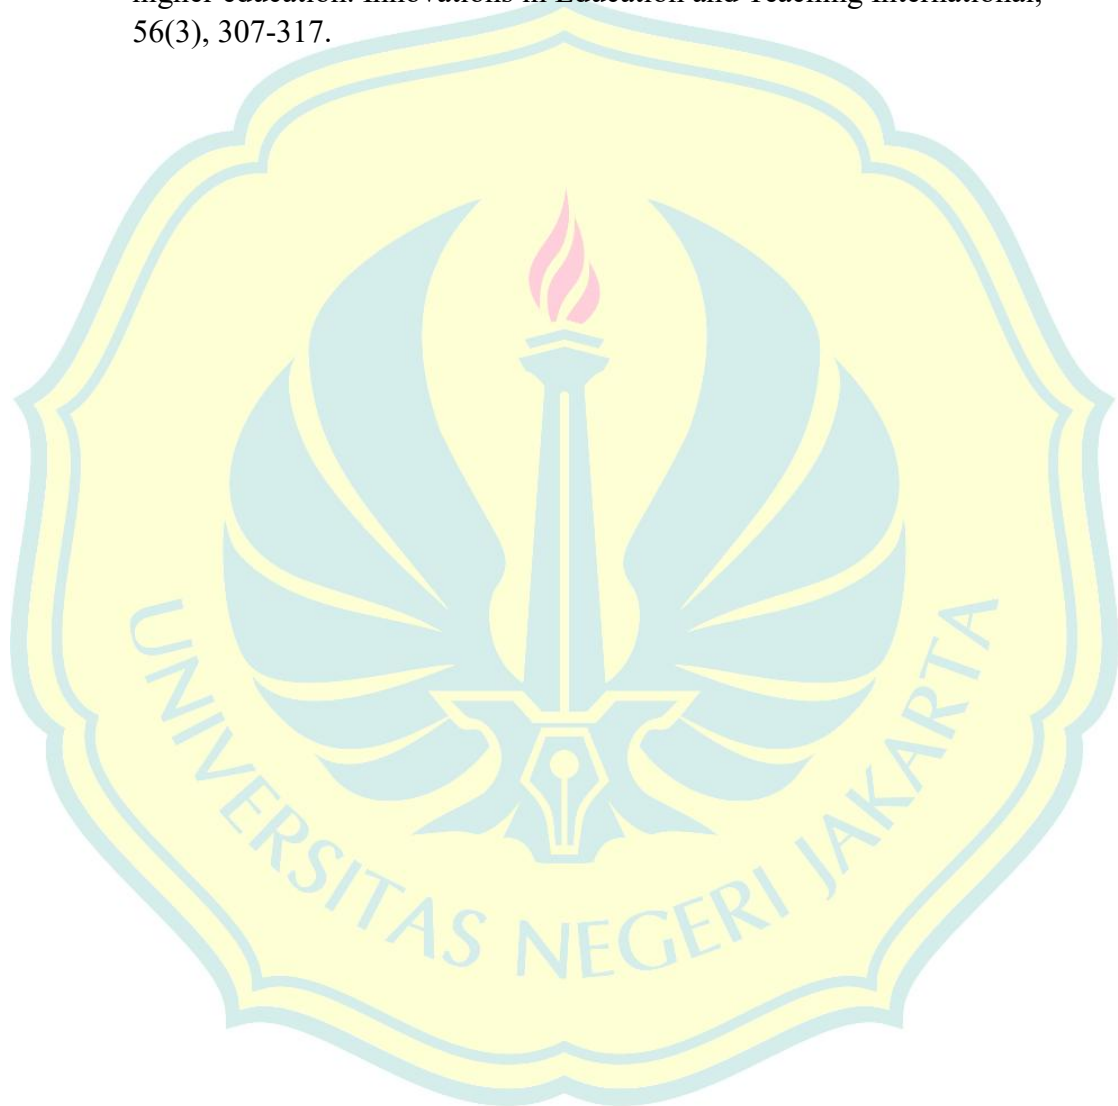 higher education. Innovations in Education and Teaching International,
56(3), 307-317.
UNIVERSITAS NEGERI JAKARTA